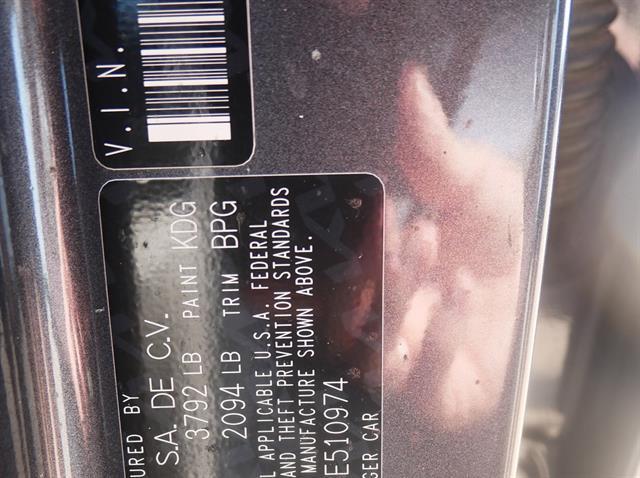 V.I.N.
URED BY
S.A. DE C.V.
3792 LB PAINT KDG
2094 LB TRIM BPG
L APPLICABLE U.S.A. FEDERAL
AND THEFT PREVENTION STANDARDS
MANUFACTURE SHOWN ABOVE.
E510974
GER CAR